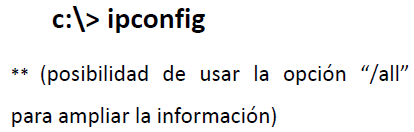 c:\> ipconfig
** (posibilidad de usar la opción “/all”
para ampliar la información)